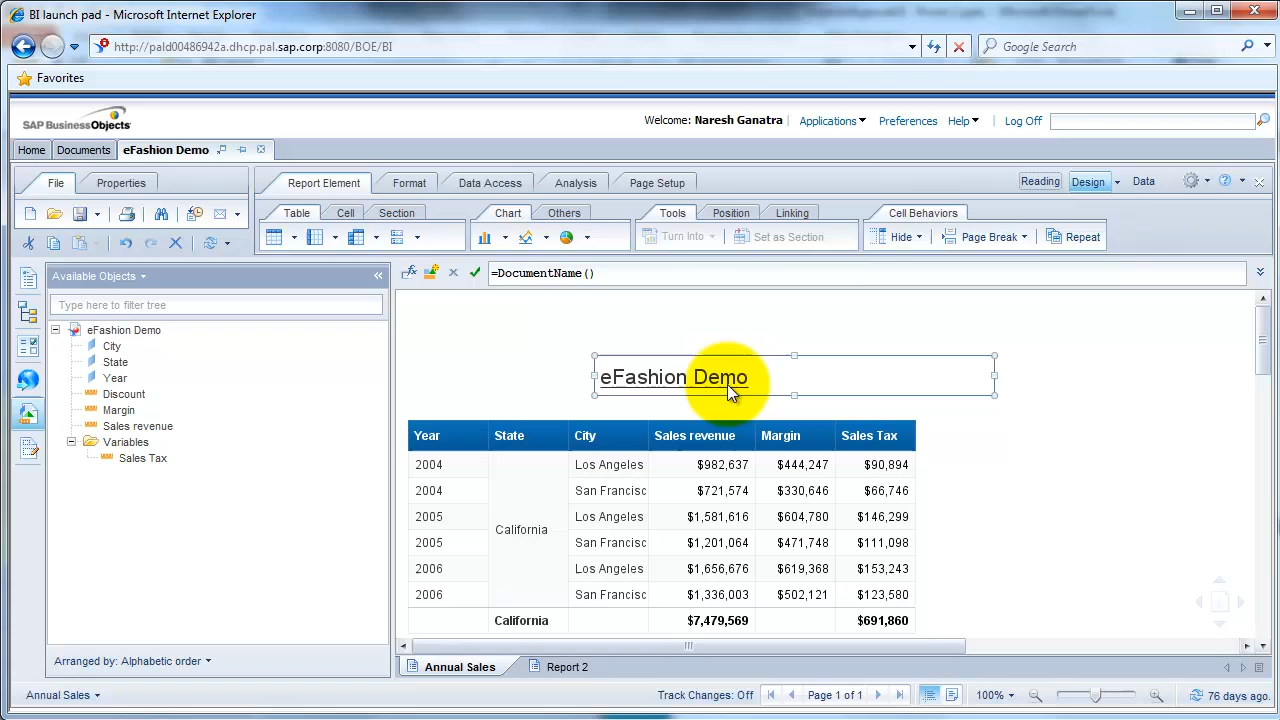 BI launch pad - Microsoft Internet Explorer
http://pald00486942a.dhcp.pal.sap.corp:8080/BOE/BI
Google Search
Favorites
SAP BusinessObjects
Welcome: Naresh Ganatra
Applications
Preferences
Help
Log Off
Home
Documents
eFashion Demo
File
Properties
Report Element
Format
Data Access
Analysis
Page Setup
Reading
Design
Data
Table
Cell
Section
Chart
Others
Tools
Position
Linking
Cell Behaviors
Turn Into
Set as Section
Hide
Page Break
Repeat
Available Objects
Type here to filter tree
=DocumentName()
eFashion Demo
City
State
Year
Discount
Margin
Sales revenue
Variables
Sales Tax
Arranged by: Alphabetic order
eFashion Demo
Year State City Sales revenue Margin Sales Tax
2004 Los Angeles $982,637 $444,247 $90,894
2004 San Francisc $721,574 $330,646 $66,746
2005 Los Angeles $1,581,616 $604,780 $146,299
California
2005 San Francisc $1,201,064 $471,748 $111,098
2006 Los Angeles $1,656,676 $619,368 $153,243
2006 San Francisc $1,336,003 $502,121 $123,580
California $7,479,569 $691,860
Annual Sales
Report 2
Annual Sales
Track Changes: Off
Page 1 of 1
100%
76 days ago.